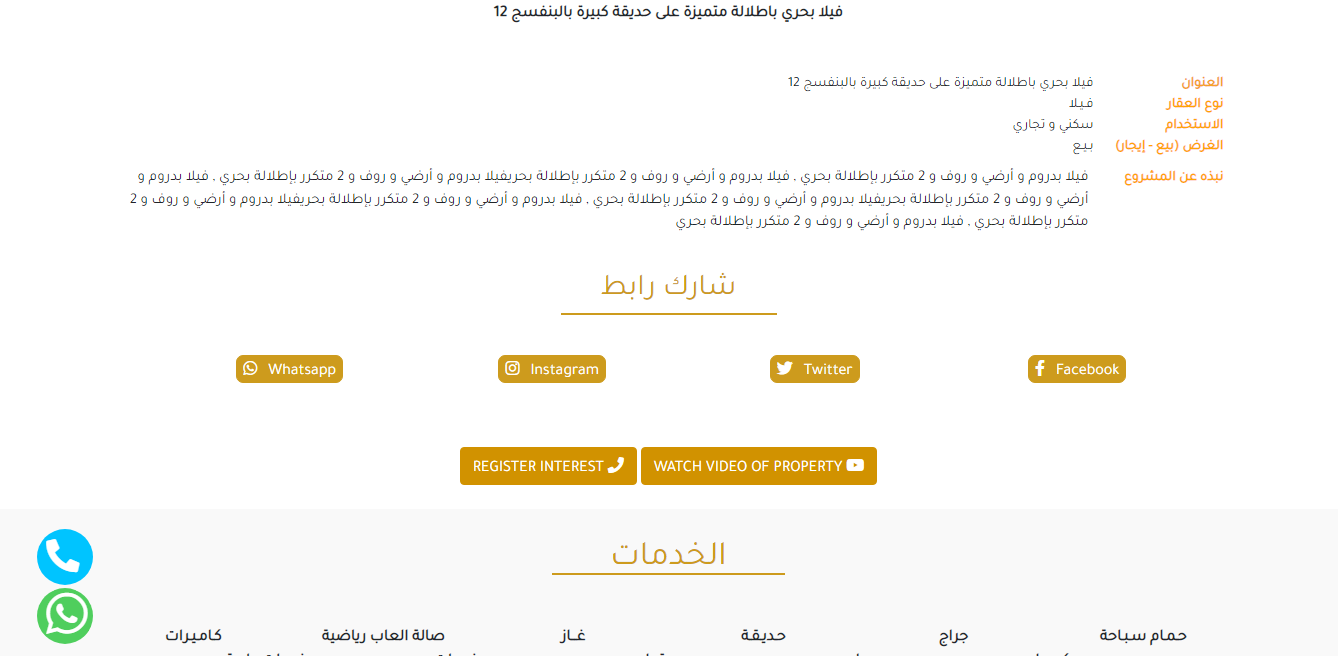 فيلا بحري باطلالة متميزة على حديقة كبيرة بالبنفسج 12
العنوان فيلا بحري باطلالة متميزة على حديقة كبيرة بالبنفسج 12
نوع العقار فيلا
الاستخدام سكني و تجاري
الغرض (بيع - إيجار) بيع
نبذه عن المشروع فيلا بدروم و أرضي و روف و 2 متكرر بإطلالة بحري , فيلا بدروم و أرضي و روف و 2 متكرر بإطلالة بحريفيلا بدروم و أرضي و روف و 2 متكرر بإطلالة بحري , فيلا بدروم و
أرضي و روف و 2 متكرر بإطلالة بحريفيلا بدروم و أرضي و روف و 2 متكرر بإطلالة بحري , فيلا بدروم و أرضي و روف و 2 متكرر بإطلالة بحريفيلا بدروم و أرضي و روف و 2
متكرر بإطلالة بحري , فيلا بدروم و أرضي و روف و 2 متكرر بإطلالة بحري
شارك رابط
Facebook Twitter Instagram Whatsapp
REGISTER INTEREST WATCH VIDEO OF PROPERTY
الخدمات
حمام سباحة جراج حديقة غاز صالة العاب رياضية كاميرات